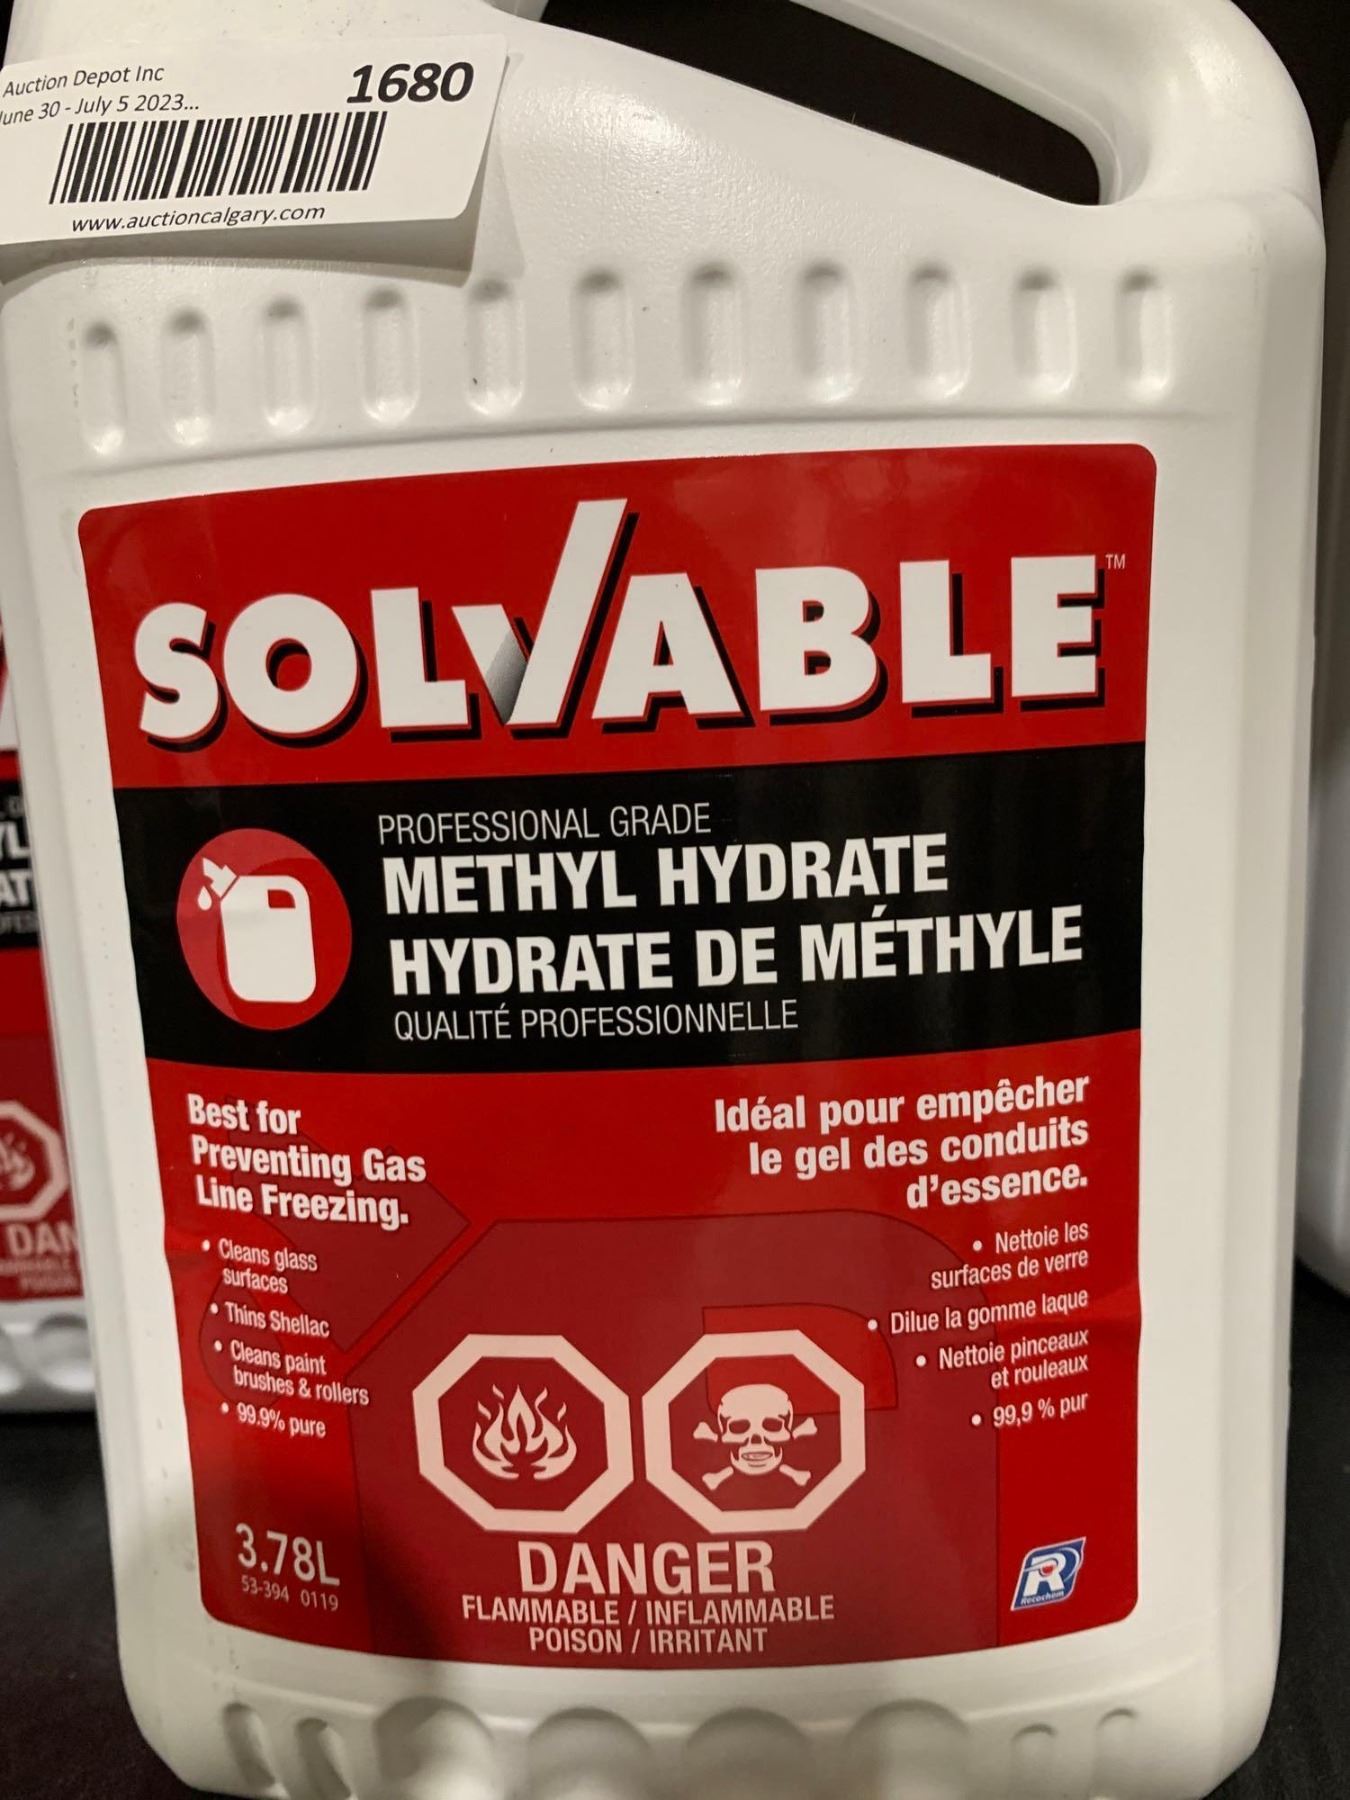 Auction Depot Inc
1680
June 30 - July 5 2023...
www.auctioncalgary.com
SOLVABLE™
PROFESSIONAL GRADE
METHYL HYDRATE
HYDRATE DE MÉTHYLE
QUALITÉ PROFESSIONNELLE
Best for
Preventing Gas
Line Freezing.
• Cleans glass
surfaces
• Thins Shellac
• Cleans paint
brushes & rollers
• 99.9% pure
Idéal pour empêcher
le gel des conduits
d'essence.
• Nettoie les
surfaces de verre
• Dilue la gomme laque
• Nettoie pinceaux
et rouleaux
• 99,9 % pur
3.78L
53-394 0119
DANGER
FLAMMABLE / INFLAMMABLE
POISON / IRRITANT
R
Recochem
DAN